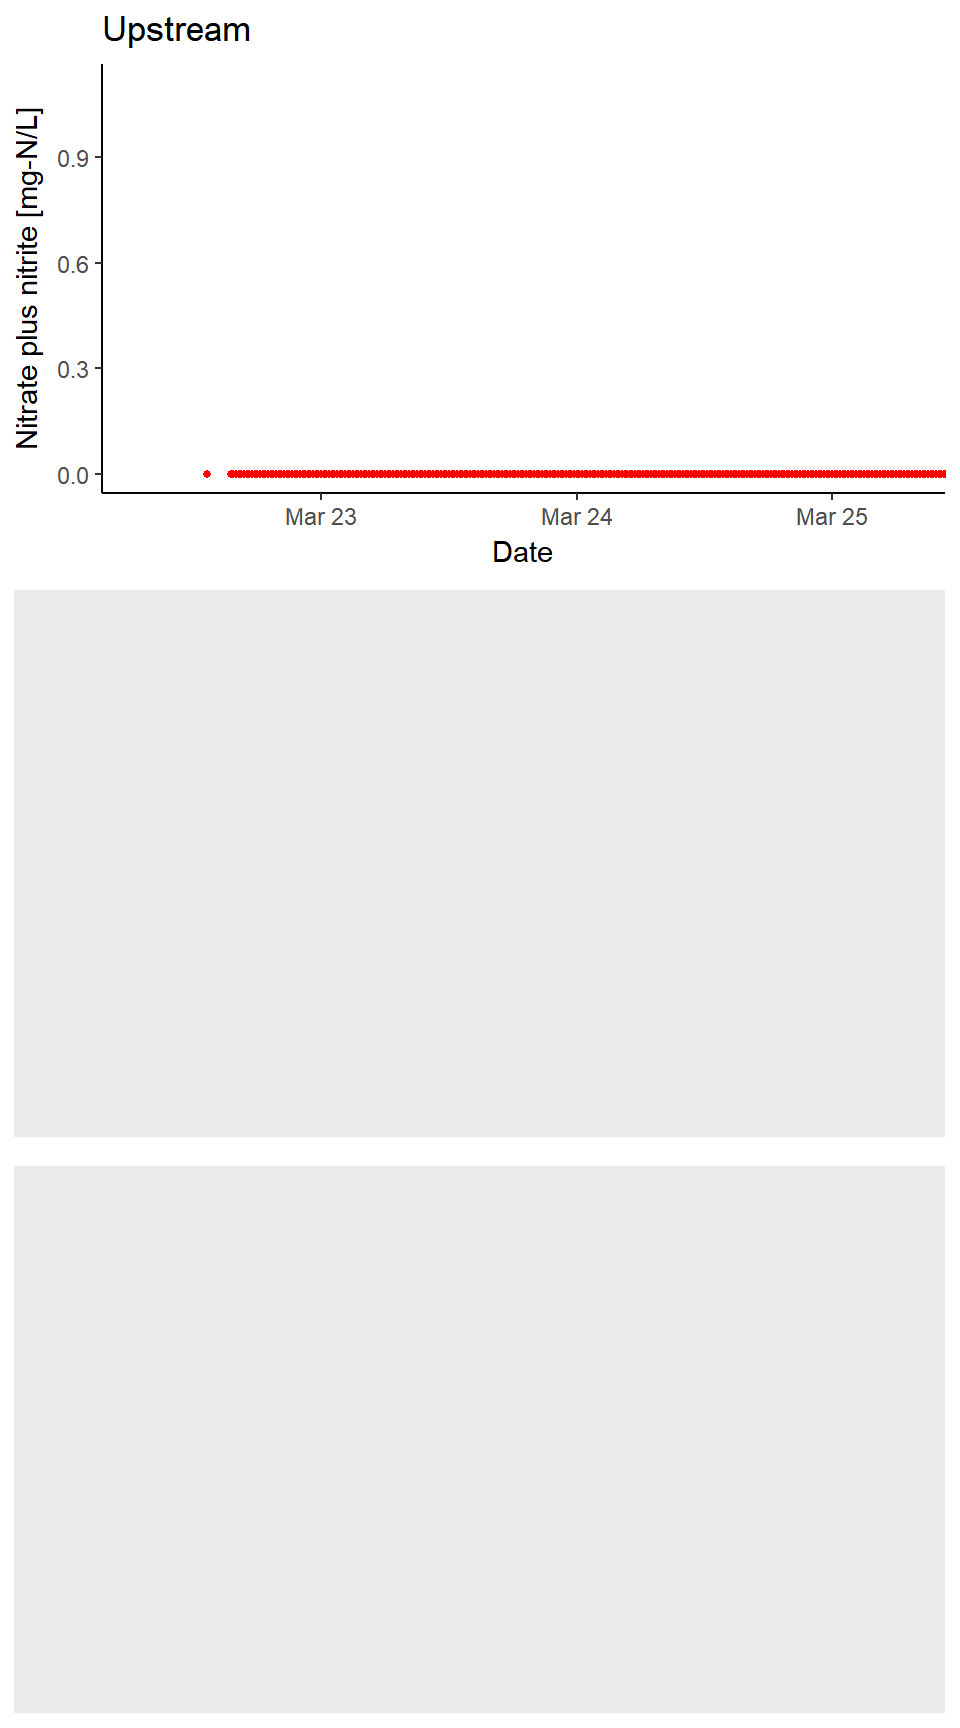 Upstream
Nitrate plus nitrite [mg-N/L]
0.9
0.6
0.3
0.0
Mar 23
Mar 24
Mar 25
Date